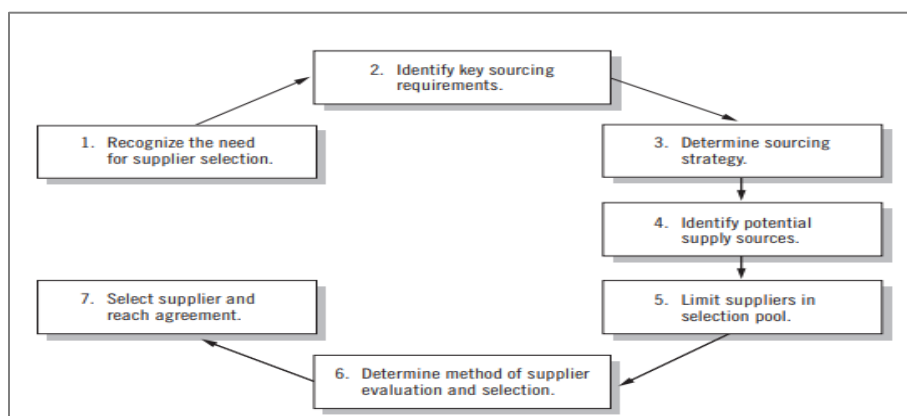 1. Recognize the need
for supplier selection.
2. Identify key sourcing
requirements.
3. Determine sourcing
strategy.
4. Identify potential
supply sources.
5. Limit suppliers in
selection pool.
6. Determine method of supplier
evaluation and selection.
7. Select supplier and
reach agreement.